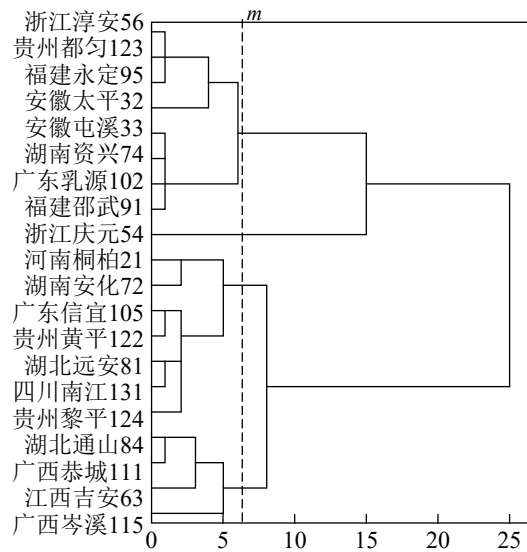 m
浙江淳安56
贵州都匀123
福建永定95
安徽太平32
安徽屯溪33
湖南资兴74
广东乳源102
福建邵武91
浙江庆元54
河南桐柏21
湖南安化72
广东信宜105
贵州黄平122
湖北远安81
四川南江131
贵州黎平124
湖北通山84
广西恭城111
江西吉安63
广西岑溪115
0 5 10 15 20 25